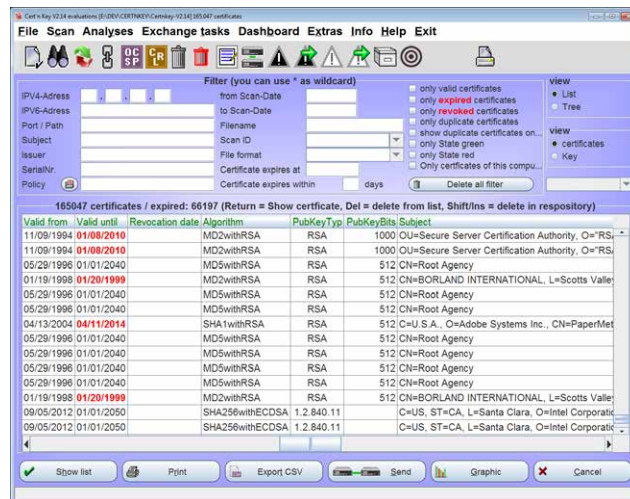 Cert'n Key V2.14 evaluations [E:\DEV\CERTNKEY\Certnkey-V2.14] 165.047 certificates
File Scan Analyses Exchange tasks Dashboard Extras Info Help Exit
OC SP CRL
Filter (you can use * as wildcard)
IPV4-Adress . . . from Scan-Date only valid certificates view
IPV6-Adress to Scan-Date only expired certificates List
Port / Path Filename only revoked certificates Tree
Subject Scan ID only duplicate certificates
Issuer File format show duplicate certificates on... view
SerialNr. Certificate expires at only State green certificates
Policy Certificate expires within days only State red Key
Only certficates of this compu...
Delete all filter
165047 certificates / expired: 66197 (Return = Show certficate, Del = delete from list, Shift/Ins = delete in respository)
Valid from Valid until Revocation date Algorithm PubKeyTyp PubKeyBits Subject
11/09/1994 01/08/2010 MD2withRSA RSA 1000 OU=Secure Server Certification Authority, O="RSA
11/09/1994 01/08/2010 MD2withRSA RSA 1000 OU=Secure Server Certification Authority, O="RSA
05/29/1996 01/01/2040 MD5withRSA RSA 512 CN=Root Agency
01/19/1998 01/20/1999 MD2withRSA RSA 512 CN=BORLAND INTERNATIONAL, L=Scotts Valley
05/29/1996 01/01/2040 MD5withRSA RSA 512 CN=Root Agency
05/29/1996 01/01/2040 MD5withRSA RSA 512 CN=Root Agency
04/13/2004 04/11/2014 SHA1withRSA RSA 512 C=U.S.A., O=Adobe Systems Inc., CN=PaperMet
05/29/1996 01/01/2040 MD5withRSA RSA 512 CN=Root Agency
05/29/1996 01/01/2040 MD5withRSA RSA 512 CN=Root Agency
05/29/1996 01/01/2040 MD5withRSA RSA 512 CN=Root Agency
05/29/1996 01/01/2040 MD5withRSA RSA 512 CN=Root Agency
01/19/1998 01/20/1999 MD2withRSA RSA 512 CN=BORLAND INTERNATIONAL, L=Scotts Valley
09/05/2012 01/01/2050 SHA256withECDSA 1.2.840.11 C=US, ST=CA, L=Santa Clara, O=Intel Corporatic
09/05/2012 01/01/2050 SHA256withECDSA 1.2.840.11 C=US, ST=CA, L=Santa Clara, O=Intel Corporatic
Show list Print Export CSV Send Graphic Cancel